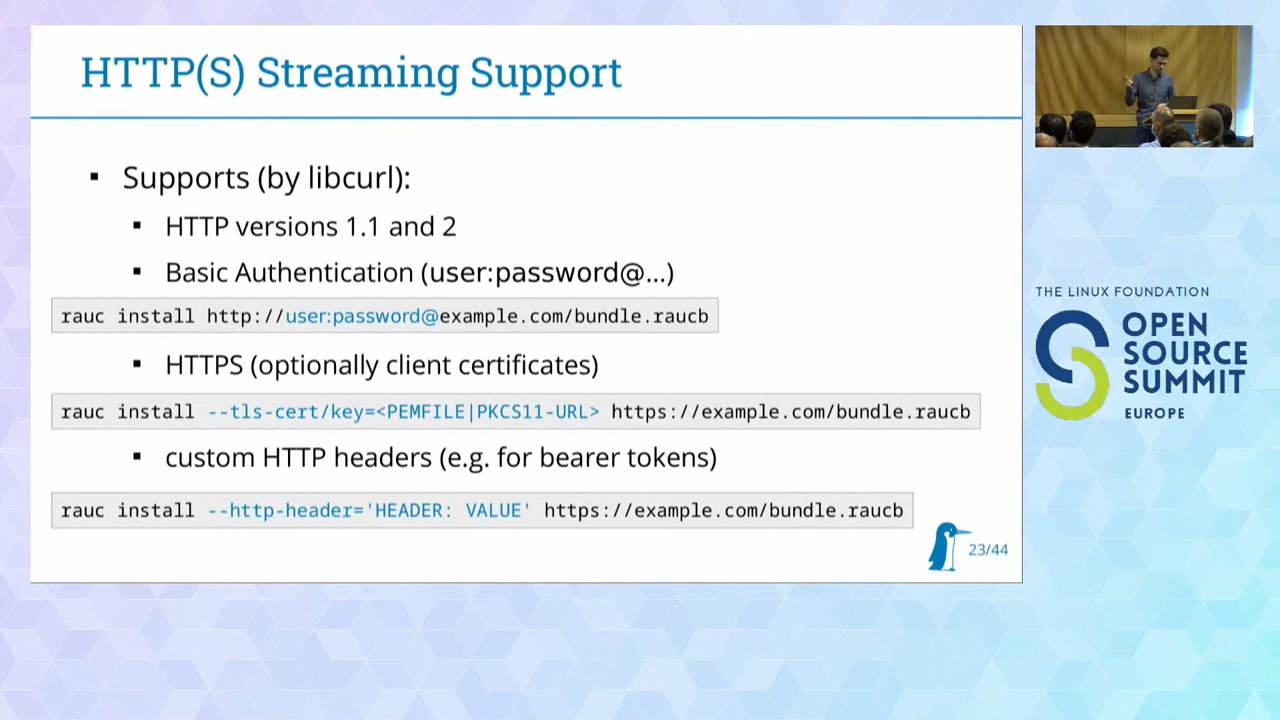 HTTP(S) Streaming Support
▪ Supports (by libcurl):
▪ HTTP versions 1.1 and 2
▪ Basic Authentication (user:password@...)
rauc install http://user:password@example.com/bundle.raucb
▪ HTTPS (optionally client certificates)
rauc install --tls-cert/key=<PEMFILE|PKCS11-URL> https://example.com/bundle.raucb
▪ custom HTTP headers (e.g. for bearer tokens)
rauc install --http-header='HEADER: VALUE' https://example.com/bundle.raucb
23/44
THE LINUX FOUNDATION
OPEN
SOURCE
SUMMIT
EUROPE